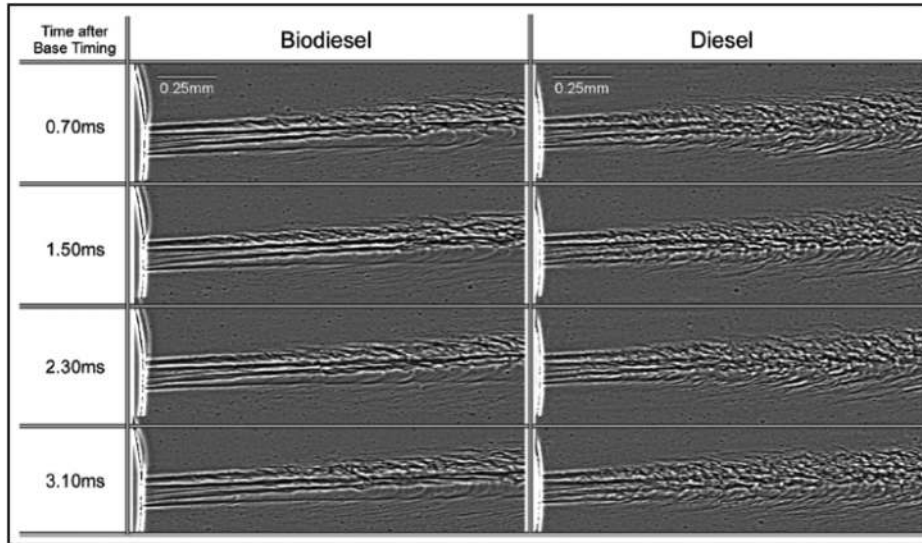 Time after
Base Timing
Biodiesel
Diesel
0.25mm
0.25mm
0.70ms
1.50ms
2.30ms
3.10ms